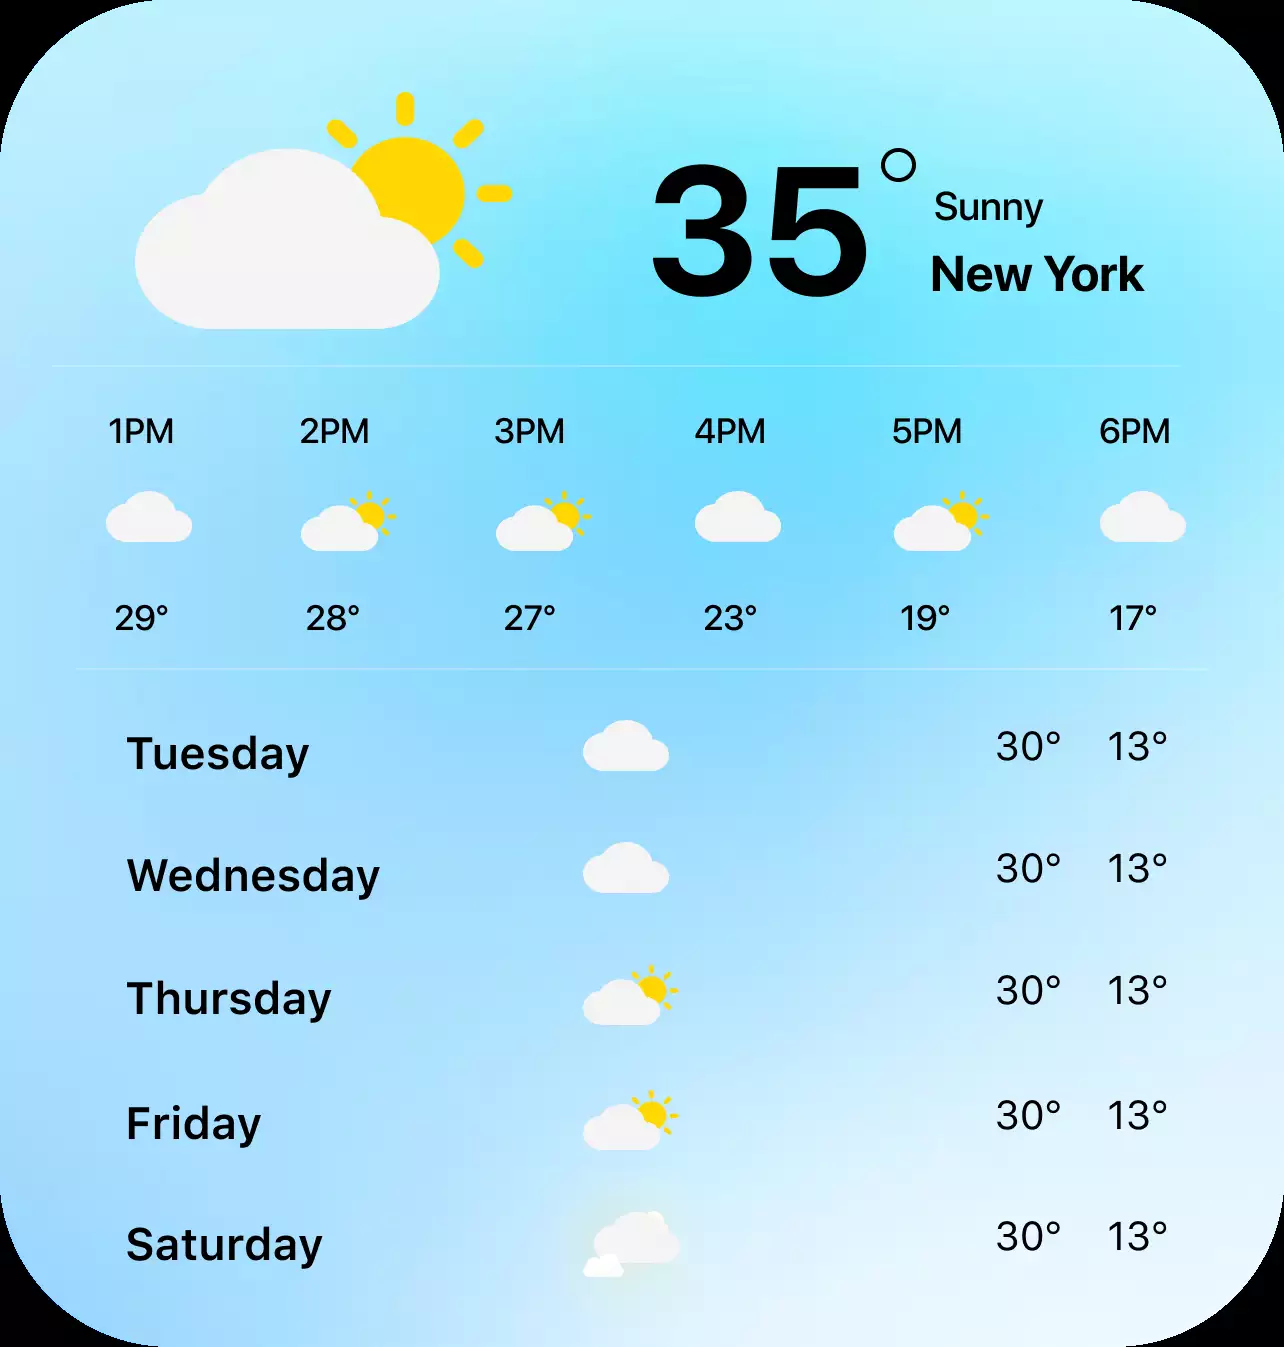 35°
Sunny
New York
1PM 2PM 3PM 4PM 5PM 6PM
29° 28° 27° 23° 19° 17°
Tuesday 30° 13°
Wednesday 30° 13°
Thursday 30° 13°
Friday 30° 13°
Saturday 30° 13°